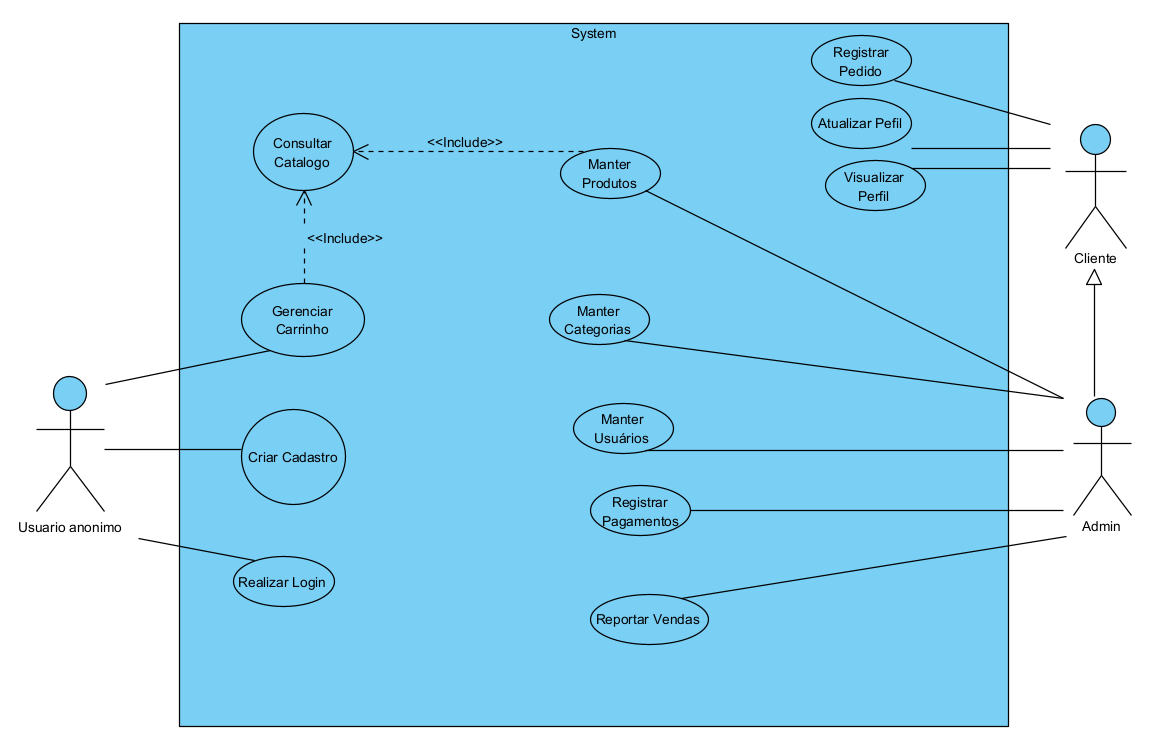 System
Registrar
Pedido
Atualizar Pefil
Visualizar
Perfil
Consultar
Catalogo
<<Include>>
Manter
Produtos
<<Include>>
Cliente
Gerenciar
Carrinho
Manter
Categorias
Manter
Usuários
Criar Cadastro
Registrar
Pagamentos
Usuario anonimo
Admin
Realizar Login
Reportar Vendas